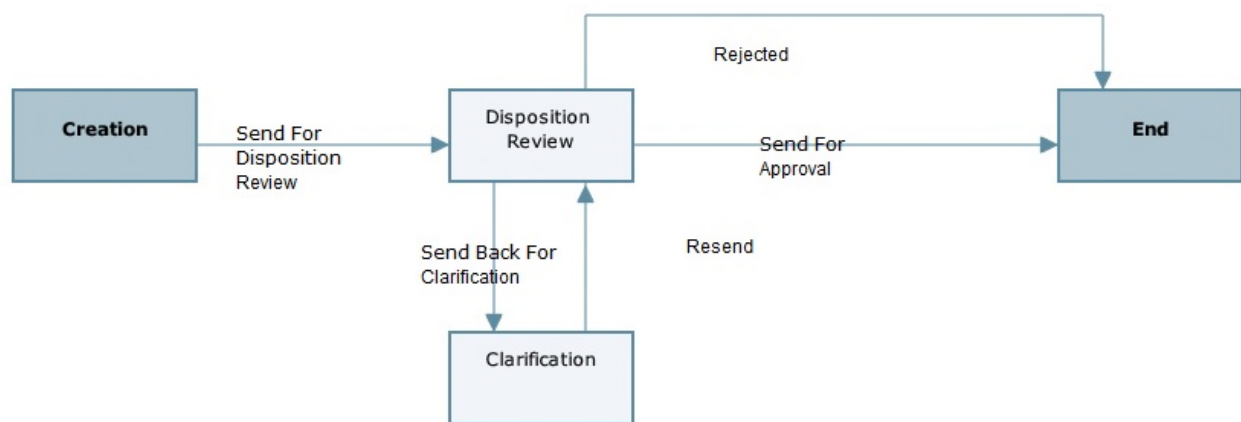 Rejected
Creation
Send For
Disposition
Review
Disposition
Review
Send For
Approval
End
Send Back For
Clarification
Resend
Clarification